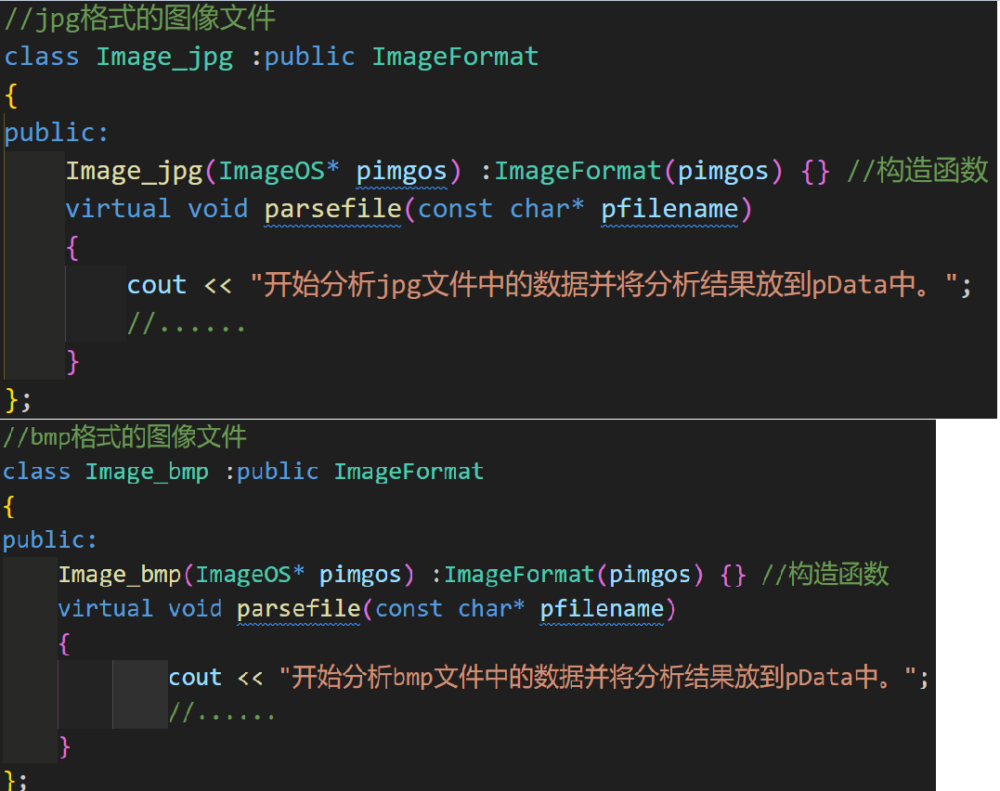 //jpg格式的图像文件
class Image_jpg :public ImageFormat
{
public:
Image_jpg(ImageOS* pimgos) :ImageFormat(pimgos) {} //构造函数
virtual void parsefile(const char* pfilename)
{
cout << "开始分析jpg文件中的数据并将分析结果放到pData中。";
//......
}
};
//bmp格式的图像文件
class Image_bmp :public ImageFormat
{
public:
Image_bmp(ImageOS* pimgos) :ImageFormat(pimgos) {} //构造函数
virtual void parsefile(const char* pfilename)
{
cout << "开始分析bmp文件中的数据并将分析结果放到pData中。";
//......
}
};